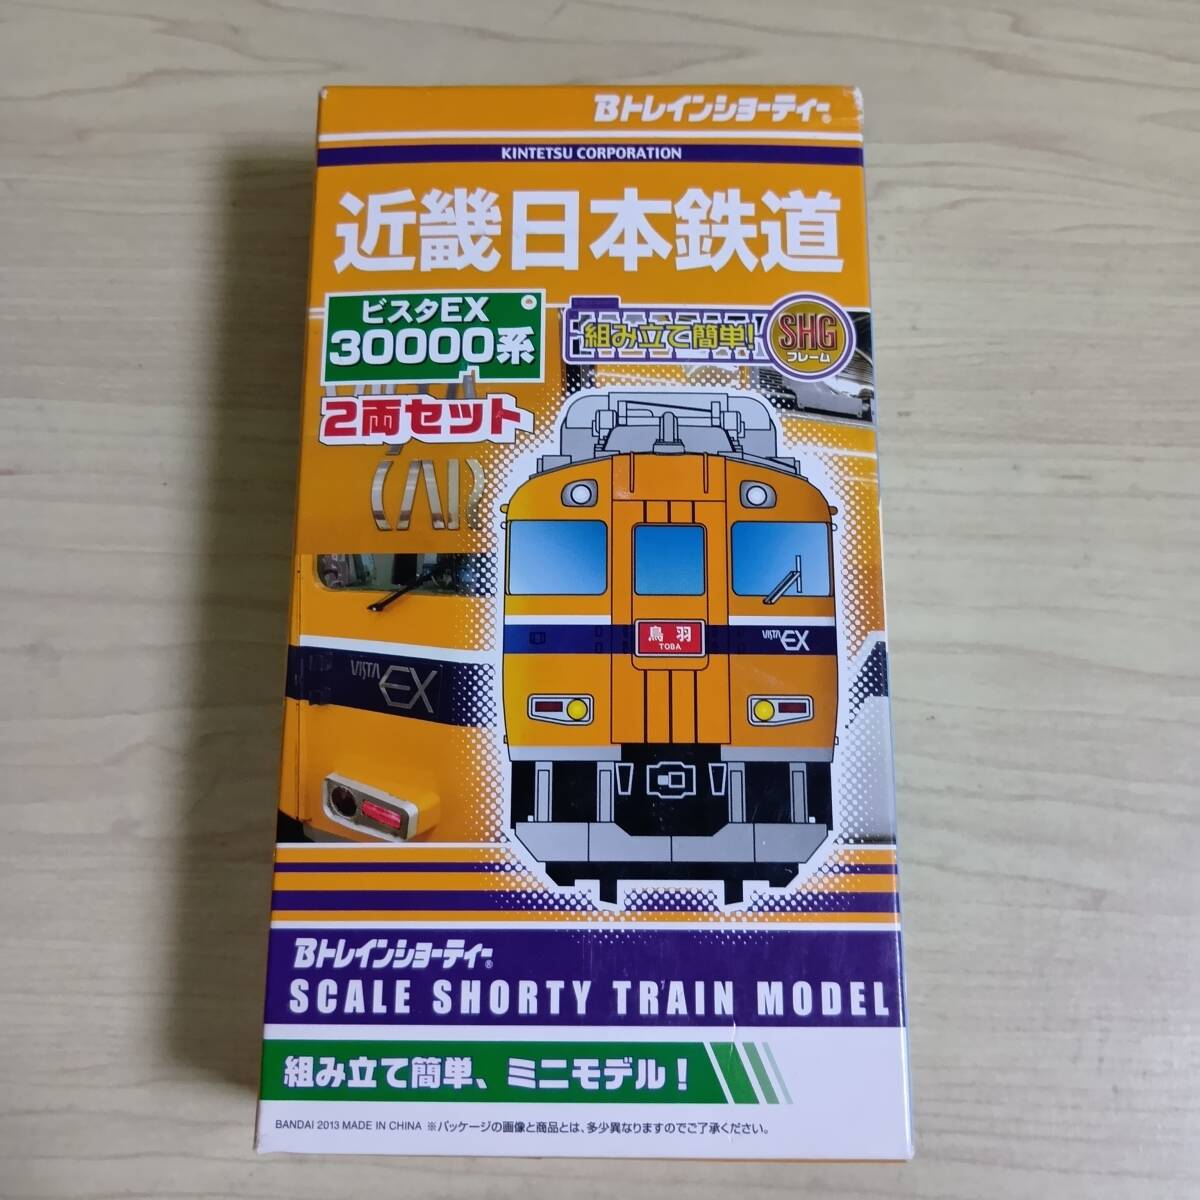 Bトレインショーティー®
KINTETSU CORPORATION
近畿日本鉄道
ビスタEX
30000系
組み立て簡単!
SHG
フレーム
2両セット
鳥羽
TOBA
VISTA EX
VISTA EX
Bトレインショーティー®
SCALE SHORTY TRAIN MODEL
組み立て簡単、ミニモデル!
BANDAI 2013 MADE IN CHINA ※パッケージの画像と商品とは、多少異なりますのでご了承ください。